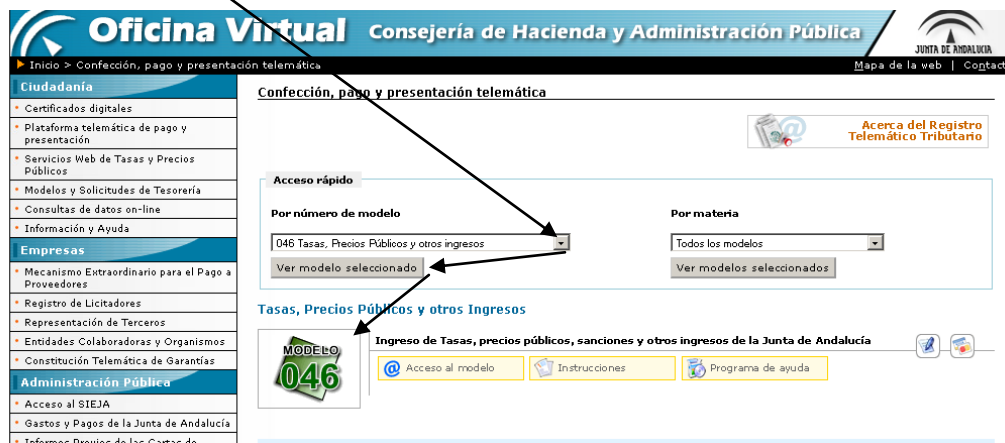 Oficina Virtual Consejería de Hacienda y Administración Pública
JUNTA DE ANDALUCIA
Inicio > Confección, pago y presentación telemática
Mapa de la web | Contact
Ciudadanía
Certificados digitales
Plataforma telemática de pago y
presentación
Servicios Web de Tasas y Precios
Públicos
Modelos y Solicitudes de Tesorería
Consultas de datos on-line
Información y Ayuda
Empresas
Mecanismo Extraordinario para el Pago a
Proveedores
Registro de Licitadores
Representación de Terceros
Entidades Colaboradoras y Organismos
Constitución Telemática de Garantías
Administración Pública
Acceso al SIEJA
Gastos y Pagos de la Junta de Andalucía
Informes Previos de las Cartas de
Confección, pago y presentación telemática
Acerca del Registro
Telemático Tributario
Acceso rápido
Por número de modelo
046 Tasas, Precios Públicos y otros ingresos
Ver modelo seleccionado
Por materia
Todos los modelos
Ver modelos seleccionados
Tasas, Precios Públicos y otros Ingresos
MODELO
046
Ingreso de Tasas, precios públicos, sanciones y otros ingresos de la Junta de Andalucía
@ Acceso al modelo
Instrucciones
Programa de ayuda